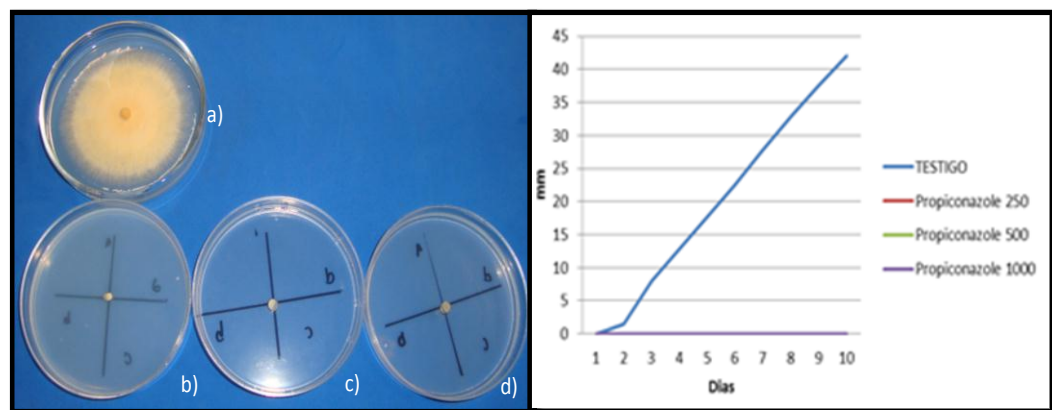 a)
b)
c)
d)
45
40
35
30
25
20
15
10
5
0
mm
1 2 3 4 5 6 7 8 9 10
Dias
TESTIGO
Propiconazole 250
Propiconazole 500
Propiconazole 1000